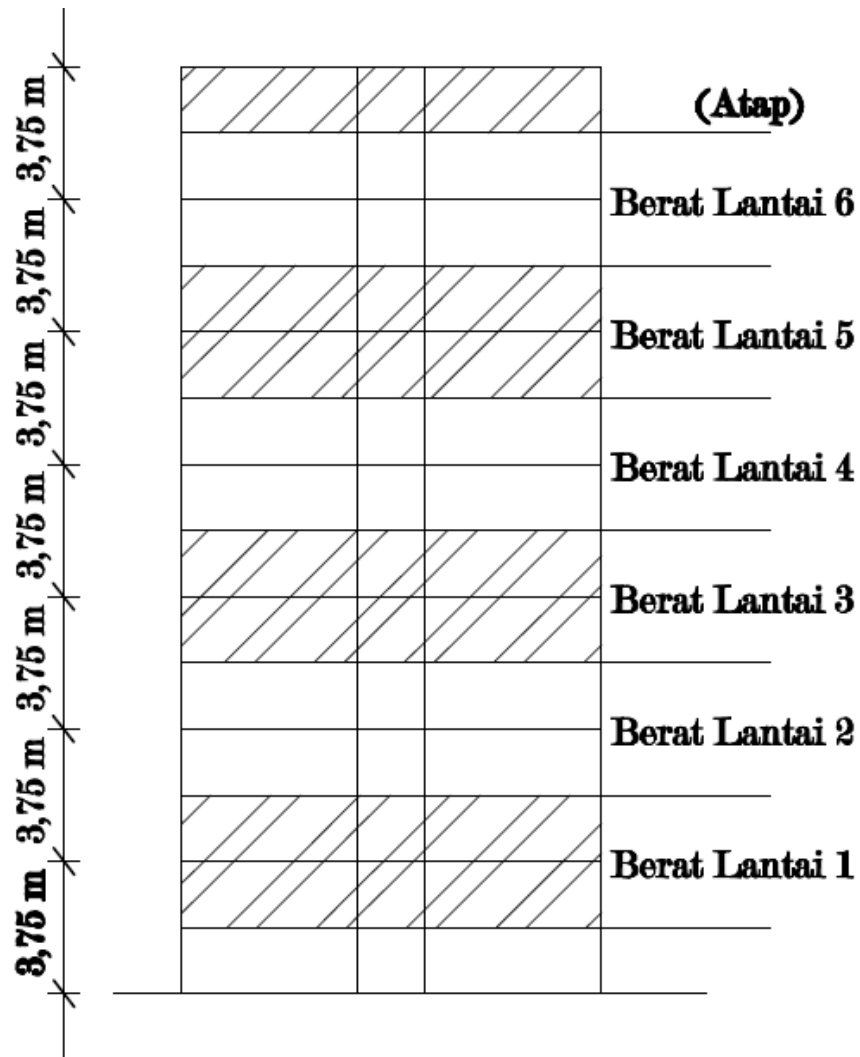 3,75 m
3,75 m
3,75 m
3,75 m
3,75 m
3,75 m
3,75 m
(Atap)
Berat Lantai 6
Berat Lantai 5
Berat Lantai 4
Berat Lantai 3
Berat Lantai 2
Berat Lantai 1